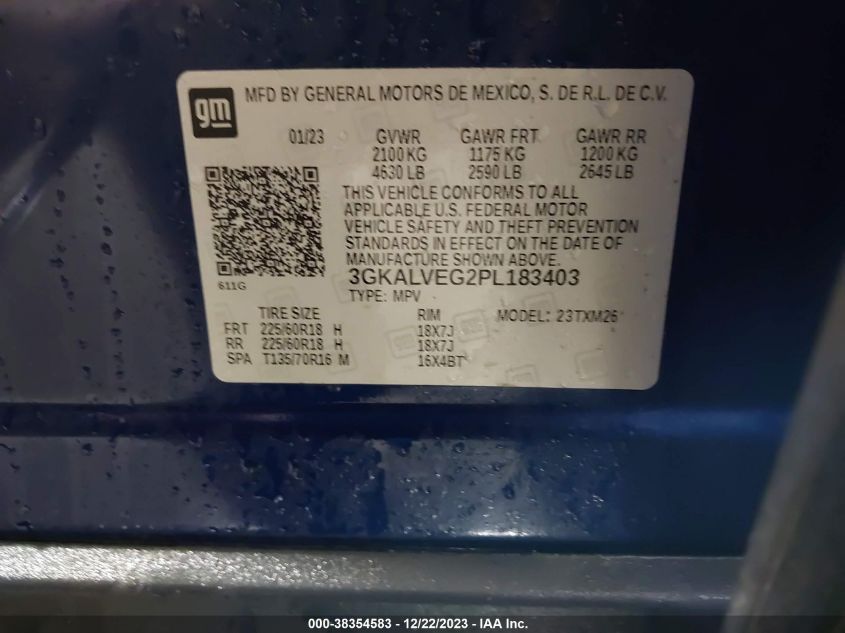 gm MFD BY GENERAL MOTORS DE MEXICO, S. DE R.L. DE C.V.
01/23 GVWR GAWR FRT GAWR RR
2100 KG 1175 KG 1200 KG
4630 LB 2590 LB 2645 LB
THIS VEHICLE CONFORMS TO ALL
APPLICABLE U.S. FEDERAL MOTOR
VEHICLE SAFETY AND THEFT PREVENTION
STANDARDS IN EFFECT ON THE DATE OF
MANUFACTURE SHOWN ABOVE.
611G 3GKALVEG2PL183403
TYPE: MPV
TIRE SIZE RIM MODEL: 23TXM26
FRT 225/60R18 H 18X7J
RR 225/60R18 H 18X7J
SPA T135/70R16 M 16X4BT
000-38354583 - 12/22/2023 - IAA Inc.